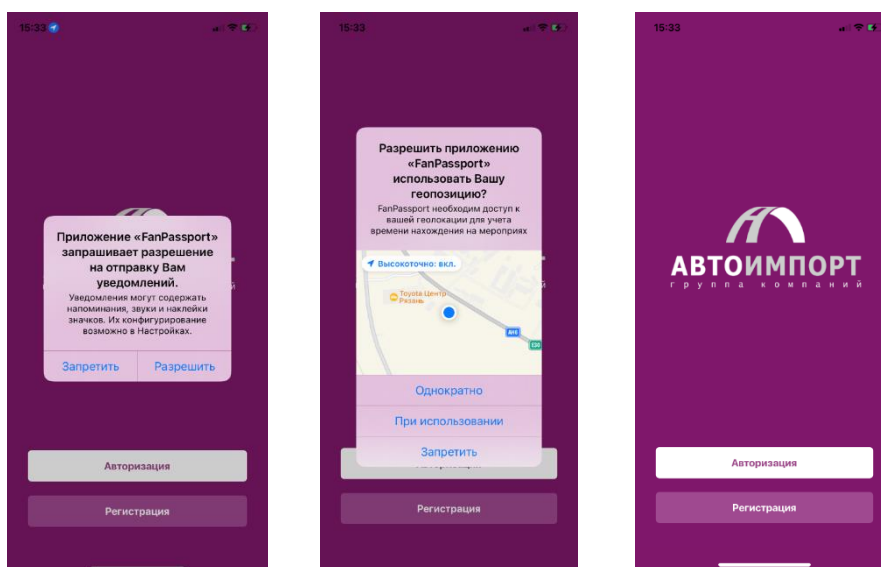 15:33
Приложение «FanPassport»
запрашивает разрешение
на отправку Вам
уведомлений.
Уведомления могут содержать
напоминания, звуки и наклейки
значков. Их конфигурирование
возможно в Настройках.
Запретить Разрешить
Авторизация
Регистрация
15:33
Разрешить приложению
«FanPassport»
использовать Вашу
геопозицию?
FanPassport необходим доступ к
вашей геолокации для учета
времени нахождения на мероприях
Высокоточно: вкл.
Toyota Центр
Рязань
Однократно
При использовании
Запретить
Регистрация
15:33
АВТОИМПОРТ
группа компаний
Авторизация
Регистрация